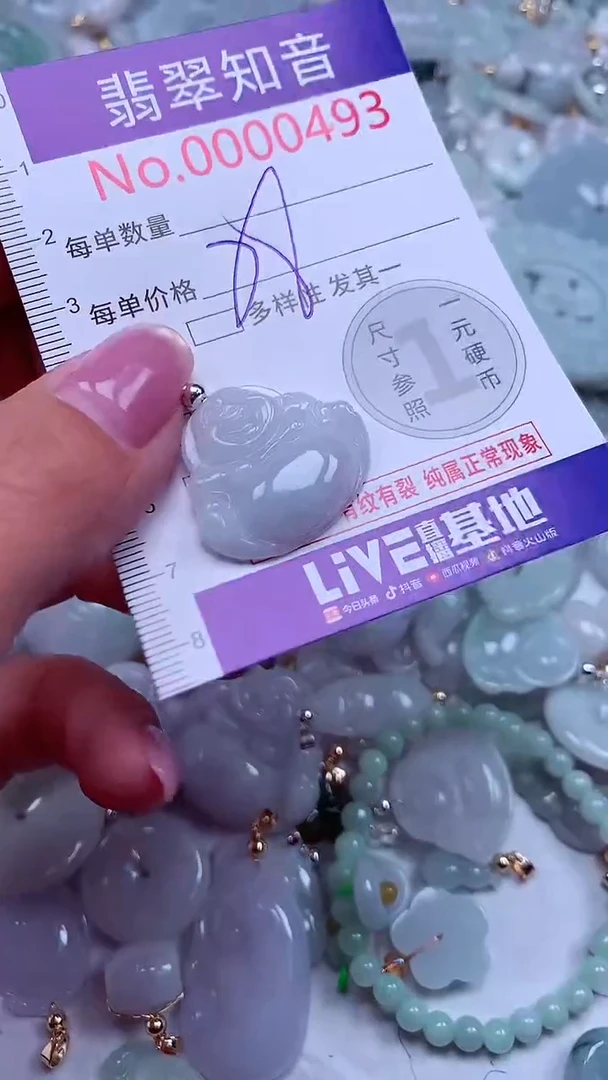 翡翠知音
No.0000493
0
1
2
每单数量
3
每单价格
多样性 发其一
尺寸参照
1
一元硬币
有纹有裂 纯属正常现象
7
LIVE直播基地
今日头条 抖音 西瓜视频 抖音火山版
8